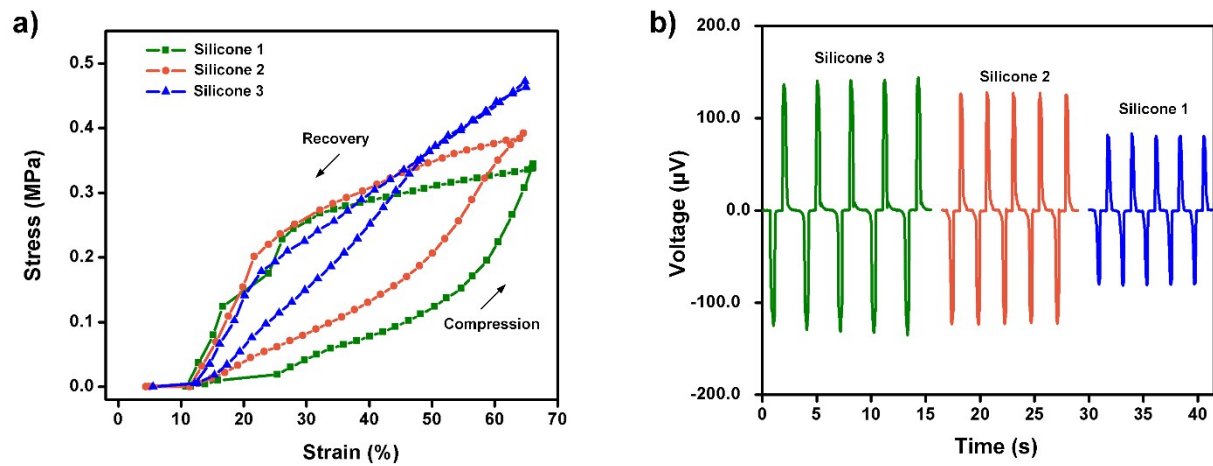 a)
Silicone 1
Silicone 2
Silicone 3
Recovery
Compression
Stress (MPa)
0.5
0.4
0.3
0.2
0.1
0.0
0 10 20 30 40 50 60 70
Strain (%)
b)
Silicone 3
Silicone 2
Silicone 1
Voltage (µV)
200.0
100.0
0.0
-100.0
-200.0
0 5 10 15 20 25 30 35 40
Time (s)